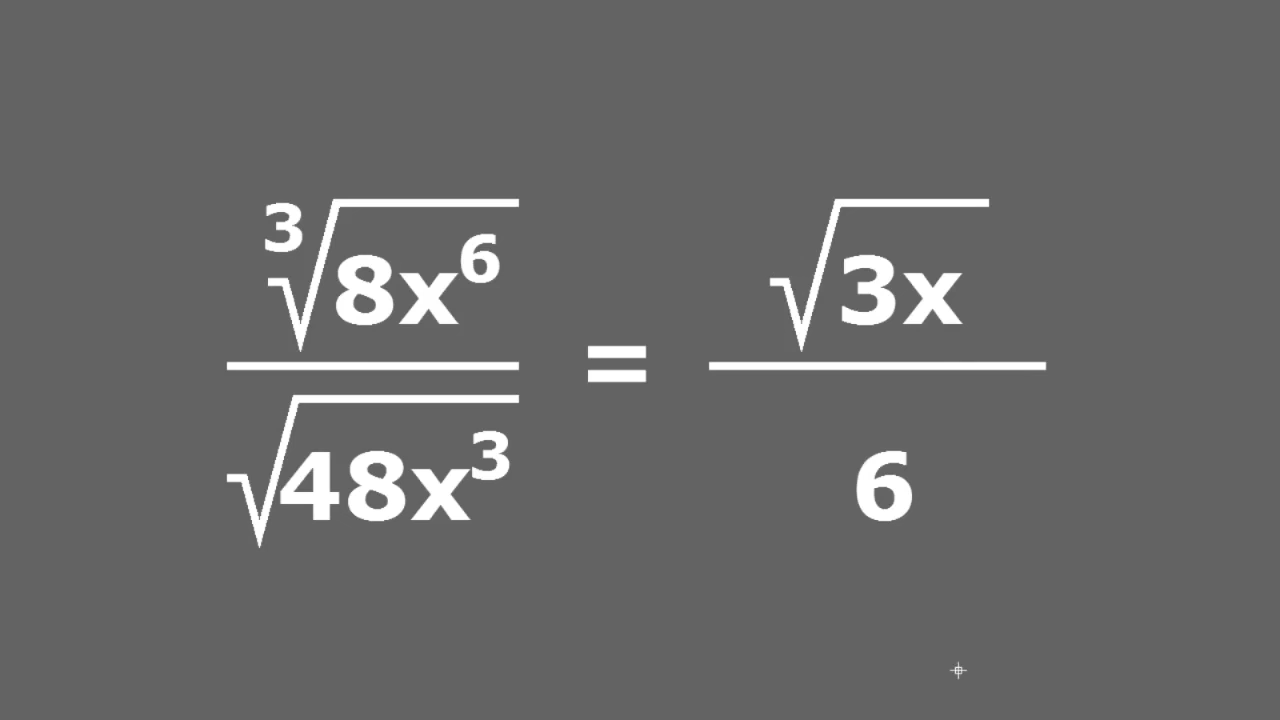 ∛8x⁶ / √48x³ = √3x / 6